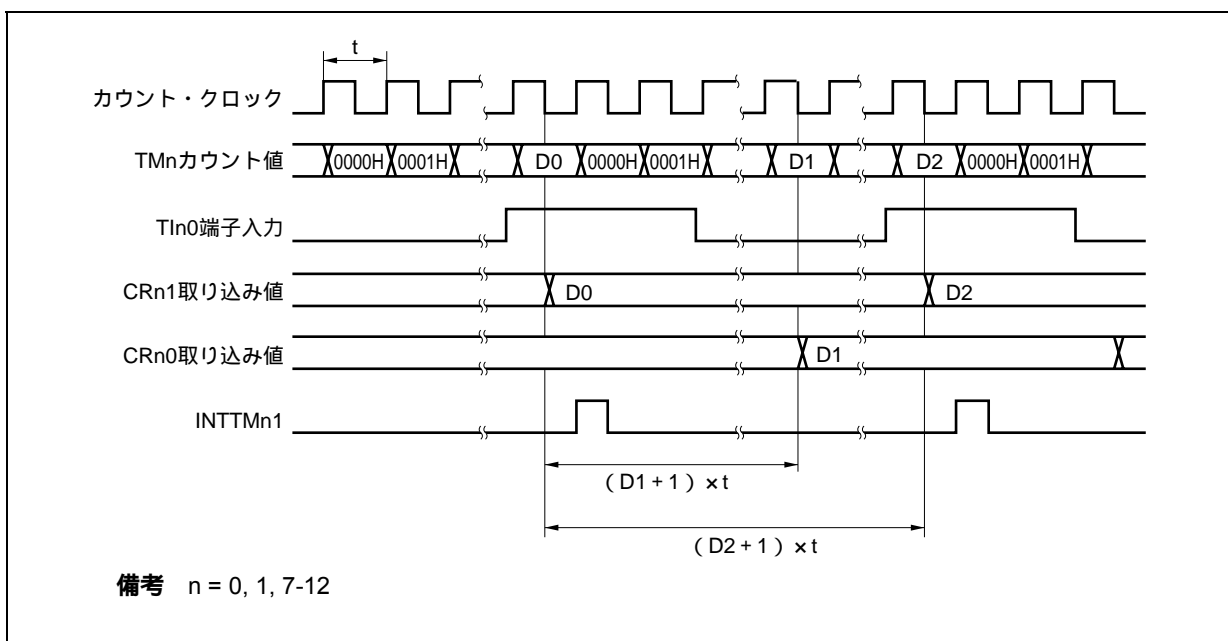 t
カウント・クロック
TMnカウント値 0000H 0001H D0 0000H 0001H D1 D2 0000H 0001H
TIn0端子入力
CRn1取り込み値 D0 D2
CRn0取り込み値 D1
INTTMn1
(D1+1)×t
(D2+1)×t
備考 n = 0, 1, 7-12